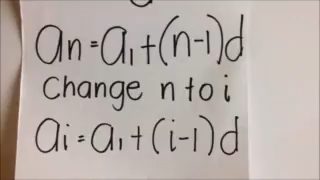 an = a1 + (n-1)d
change n to i
ai = a1 + (i-1)d